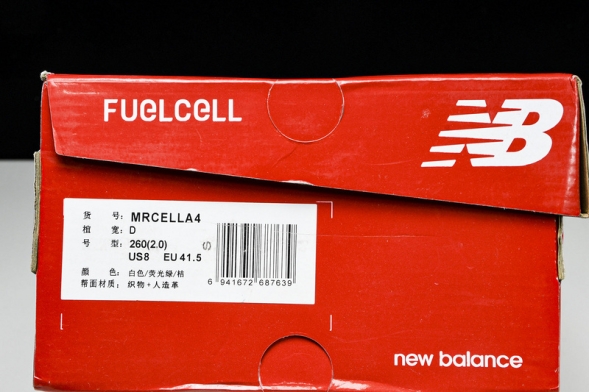 FUELCELL
NB
货 号: MRCELLA4
楦 宽: D
号 型: 260(2.0)
US8 EU 41.5
颜 色: 白色/荧光绿/桔
帮面材质: 织物+人造革
S
6 941672 687639
new balance